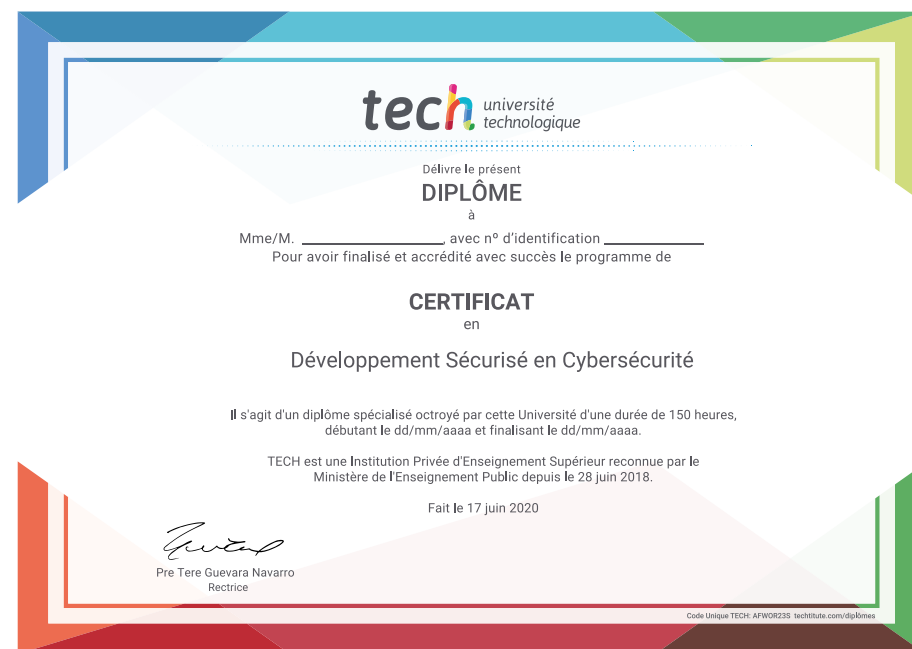 tech université
technologique
Délivre le présent
DIPLÔME
à
Mme/M. ____________________, avec nº d'identification ______________
Pour avoir finalisé et accrédité avec succès le programme de
CERTIFICAT
en
Développement Sécurisé en Cybersécurité
Il s'agit d'un diplôme spécialisé octroyé par cette Université d'une durée de 150 heures,
débutant le dd/mm/aaaa et finalisant le dd/mm/aaaa.
TECH est une Institution Privée d'Enseignement Supérieur reconnue par le
Ministère de l'Enseignement Public depuis le 28 juin 2018.
Fait le 17 juin 2020
Pre Tere Guevara Navarro
Rectrice
Code Unique TECH: AFWOR23S techtitute.com/diplômes